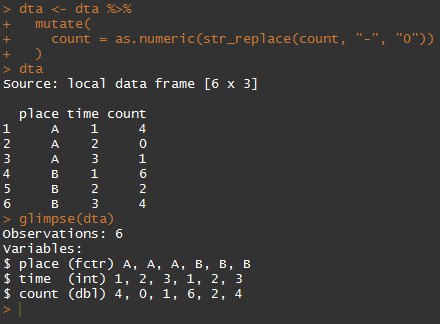 > dta <- dta %>%
+   mutate(
+     count = as.numeric(str_replace(count, "-", "0"))
+   )
> dta
Source: local data frame [6 x 3]

  place time count
1     A    1     4
2     A    2     0
3     A    3     1
4     B    1     6
5     B    2     2
6     B    3     4
> glimpse(dta)
Observations: 6
Variables:
$ place (fctr) A, A, A, B, B, B
$ time  (int) 1, 2, 3, 1, 2, 3
$ count (dbl) 4, 0, 1, 6, 2, 4
>